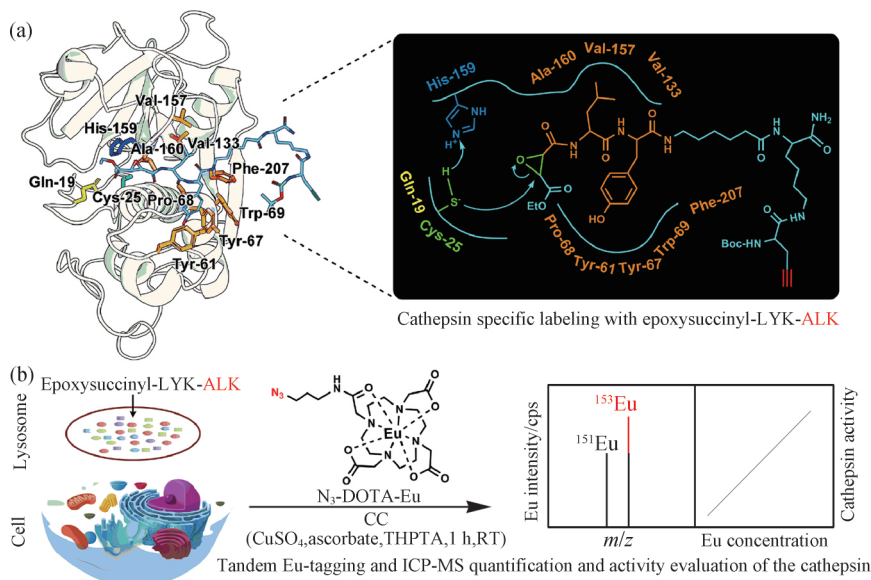 (a)
Val-157
His-159
Ala-160
Val-133
Phe-207
Gln-19
Cys-25
Pro-68
Trp-69
Tyr-67
Tyr-61
His-159
Ala-160
Val-157
Val-133
HN
NH
H+
H
S-
O
O
O
EtO
HO
H
N
O
N
H
O
H
N
O
N
H
O
NH2
HN
O
Boc-HN
Gln-19
Cys-25
Pro-68
Tyr-61
Tyr-67
Trp-69
Phe-207
Cathepsin specific labeling with epoxysuccinyl-LYK-ALK
(b)
Epoxysuccinyl-LYK-ALK
Lysosome
Cell
N3
H
N
O
O
O
N
N
Eu
N
N
O
O
O
O
N3-DOTA-Eu
CC
(CuSO4,ascorbate,THPTA,1 h,RT)
Eu intensity/cps
153Eu
151Eu
m/z
Eu concentration
Cathepsin activity
Tandem Eu-tagging and ICP-MS quantification and activity evaluation of the cathepsin